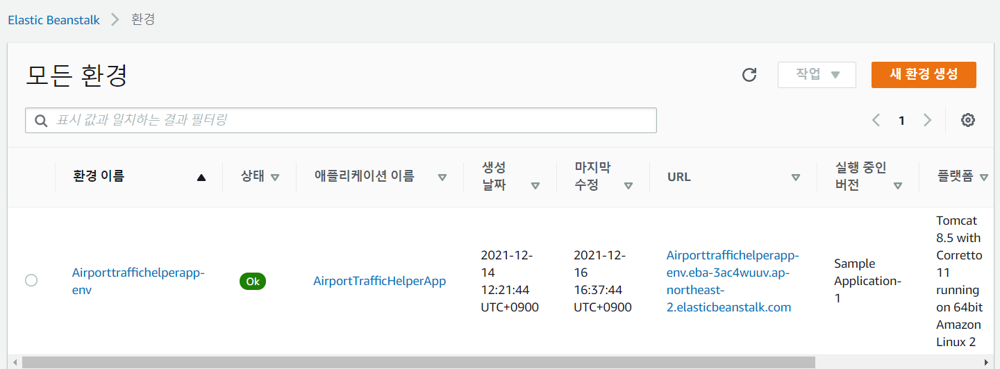 Elastic Beanstalk > 환경
모든 환경
작업
새 환경 생성
표시 값과 일치하는 결과 필터링
1
환경 이름
상태
애플리케이션 이름
생성
날짜
마지막
수정
URL
실행 중인
버전
플랫폼
Airporttraffichelperapp-
env
Ok
AirportTrafficHelperApp
2021-12-
14
12:21:44
UTC+0900
2021-12-
16
16:37:44
UTC+0900
Airporttraffichelperapp-
env.eba-3ac4wuuv.ap-
northeast-
2.elasticbeanstalk.com
Sample
Application-
1
Tomcat
8.5 with
Corretto
11
running
on 64bit
Amazon
Linux 2